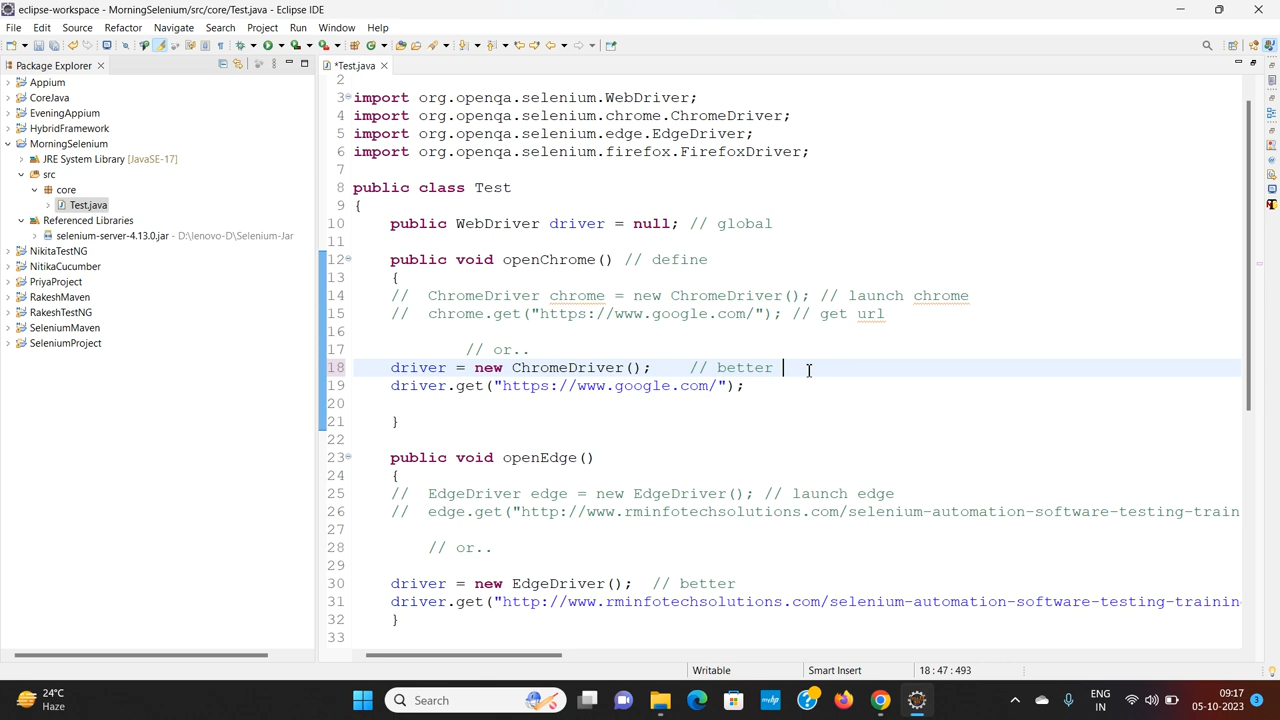 eclipse-workspace - MorningSelenium/src/core/Test.java - Eclipse IDE
File Edit Source Refactor Navigate Search Project Run Window Help
Package Explorer
*Test.java
Appium
CoreJava
EveningAppium
HybridFramework
MorningSelenium
JRE System Library [JavaSE-17]
src
core
Test.java
Referenced Libraries
selenium-server-4.13.0.jar - D:\lenovo-D\Selenium-Jar
NikitaTestNG
NitikaCucumber
PriyaProject
RakeshMaven
RakeshTestNG
SeleniumMaven
SeleniumProject
2
3 import org.openqa.selenium.WebDriver;
4 import org.openqa.selenium.chrome.ChromeDriver;
5 import org.openqa.selenium.edge.EdgeDriver;
6 import org.openqa.selenium.firefox.FirefoxDriver;
7
8 public class Test
9 {
10 public WebDriver driver = null; // global
11
12 public void openChrome() // define
13 {
14 // ChromeDriver chrome = new ChromeDriver(); // launch chrome
15 // chrome.get("https://www.google.com/"); // get url
16
17 // or..
18 driver = new ChromeDriver(); // better
19 driver.get("https://www.google.com/");
20
21 }
22
23 public void openEdge()
24 {
25 // EdgeDriver edge = new EdgeDriver(); // launch edge
26 // edge.get("http://www.rminfotechsolutions.com/selenium-automation-software-testing-train
27
28 // or..
29
30 driver = new EdgeDriver(); // better
31 driver.get("http://www.rminfotechsolutions.com/selenium-automation-software-testing-trainin
32 }
33
Writable Smart Insert 18 : 47 : 493
24°C
Haze
Search
hp
ENG
IN
09:17
05-10-2023
3